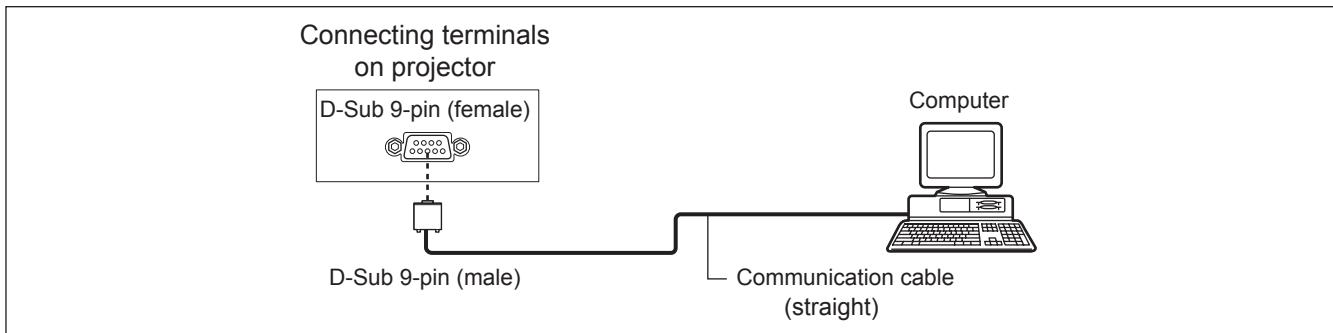 Connecting terminals
on projector
D-Sub 9-pin (female)
Computer
D-Sub 9-pin (male)
Communication cable
(straight)